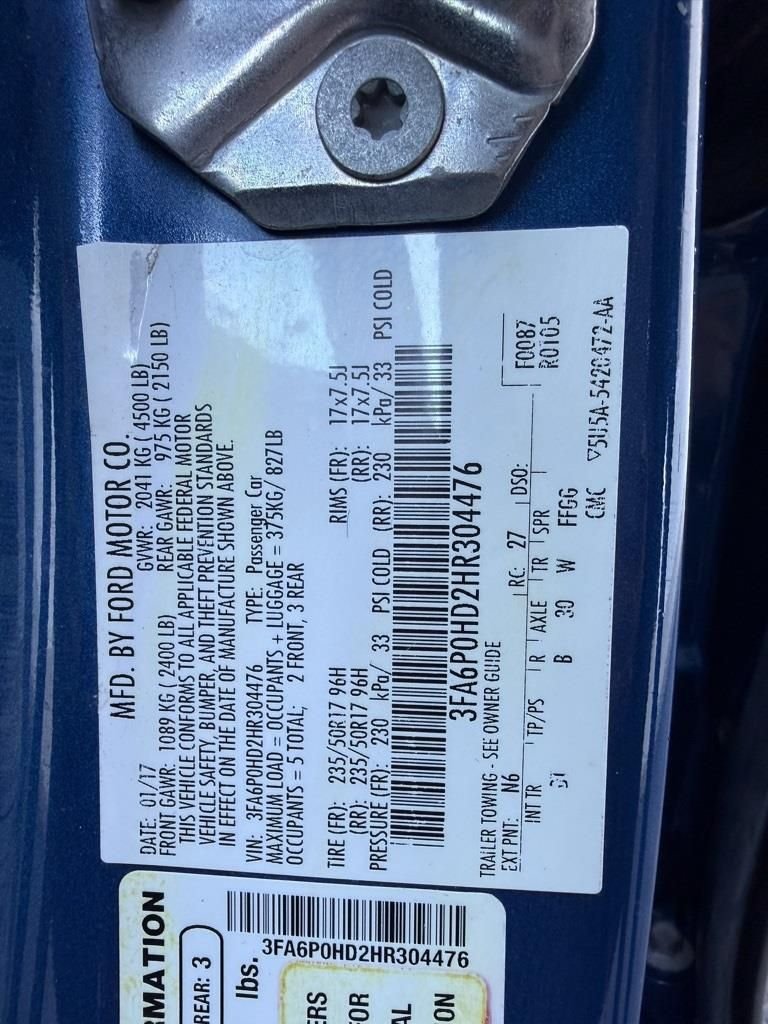 MFD. BY FORD MOTOR CO.
DATE: 01/17 GVWR: 2041 KG ( 4500 LB)
FRONT GAWR: 1089 KG ( 2400 LB) REAR GAWR: 975 KG ( 2150 LB)
THIS VEHICLE CONFORMS TO ALL APPLICABLE FEDERAL MOTOR
VEHICLE SAFETY, BUMPER, AND THEFT PREVENTION STANDARDS
IN EFFECT ON THE DATE OF MANUFACTURE SHOWN ABOVE.
VIN: 3FA6P0HD2HR304476 TYPE: Passenger Car
MAXIMUM LOAD = OCCUPANTS + LUGGAGE = 375KG/ 827LB
OCCUPANTS = 5 TOTAL; 2 FRONT, 3 REAR
TIRE (FR): 235/50R17 96H RIMS (FR): 17x7.5J
(RR): 235/50R17 96H (RR): 17x7.5J
PRESSURE (FR): 230 kPa/ 33 PSI COLD (RR): 230 kPa/ 33 PSI COLD
3FA6P0HD2HR304476
F0087
R0105
TRAILER TOWING - SEE OWNER GUIDE
EXT PNT: N6 RC: 27 DSO:
INT TR TP/PS R AXLE TR SPR
B 30 W FFGG
CMC
3FA6P0HD2HR304476
RMATION
REAR: 3
lbs.
ERS
FOR
AL
ON